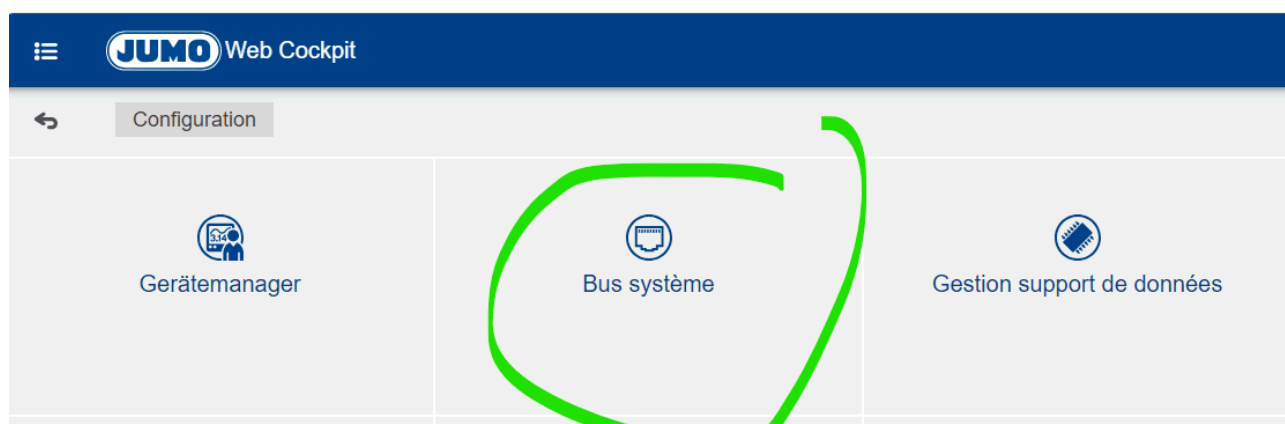 JUMO Web Cockpit
Configuration
Gerätemanager
Bus système
Gestion support de données